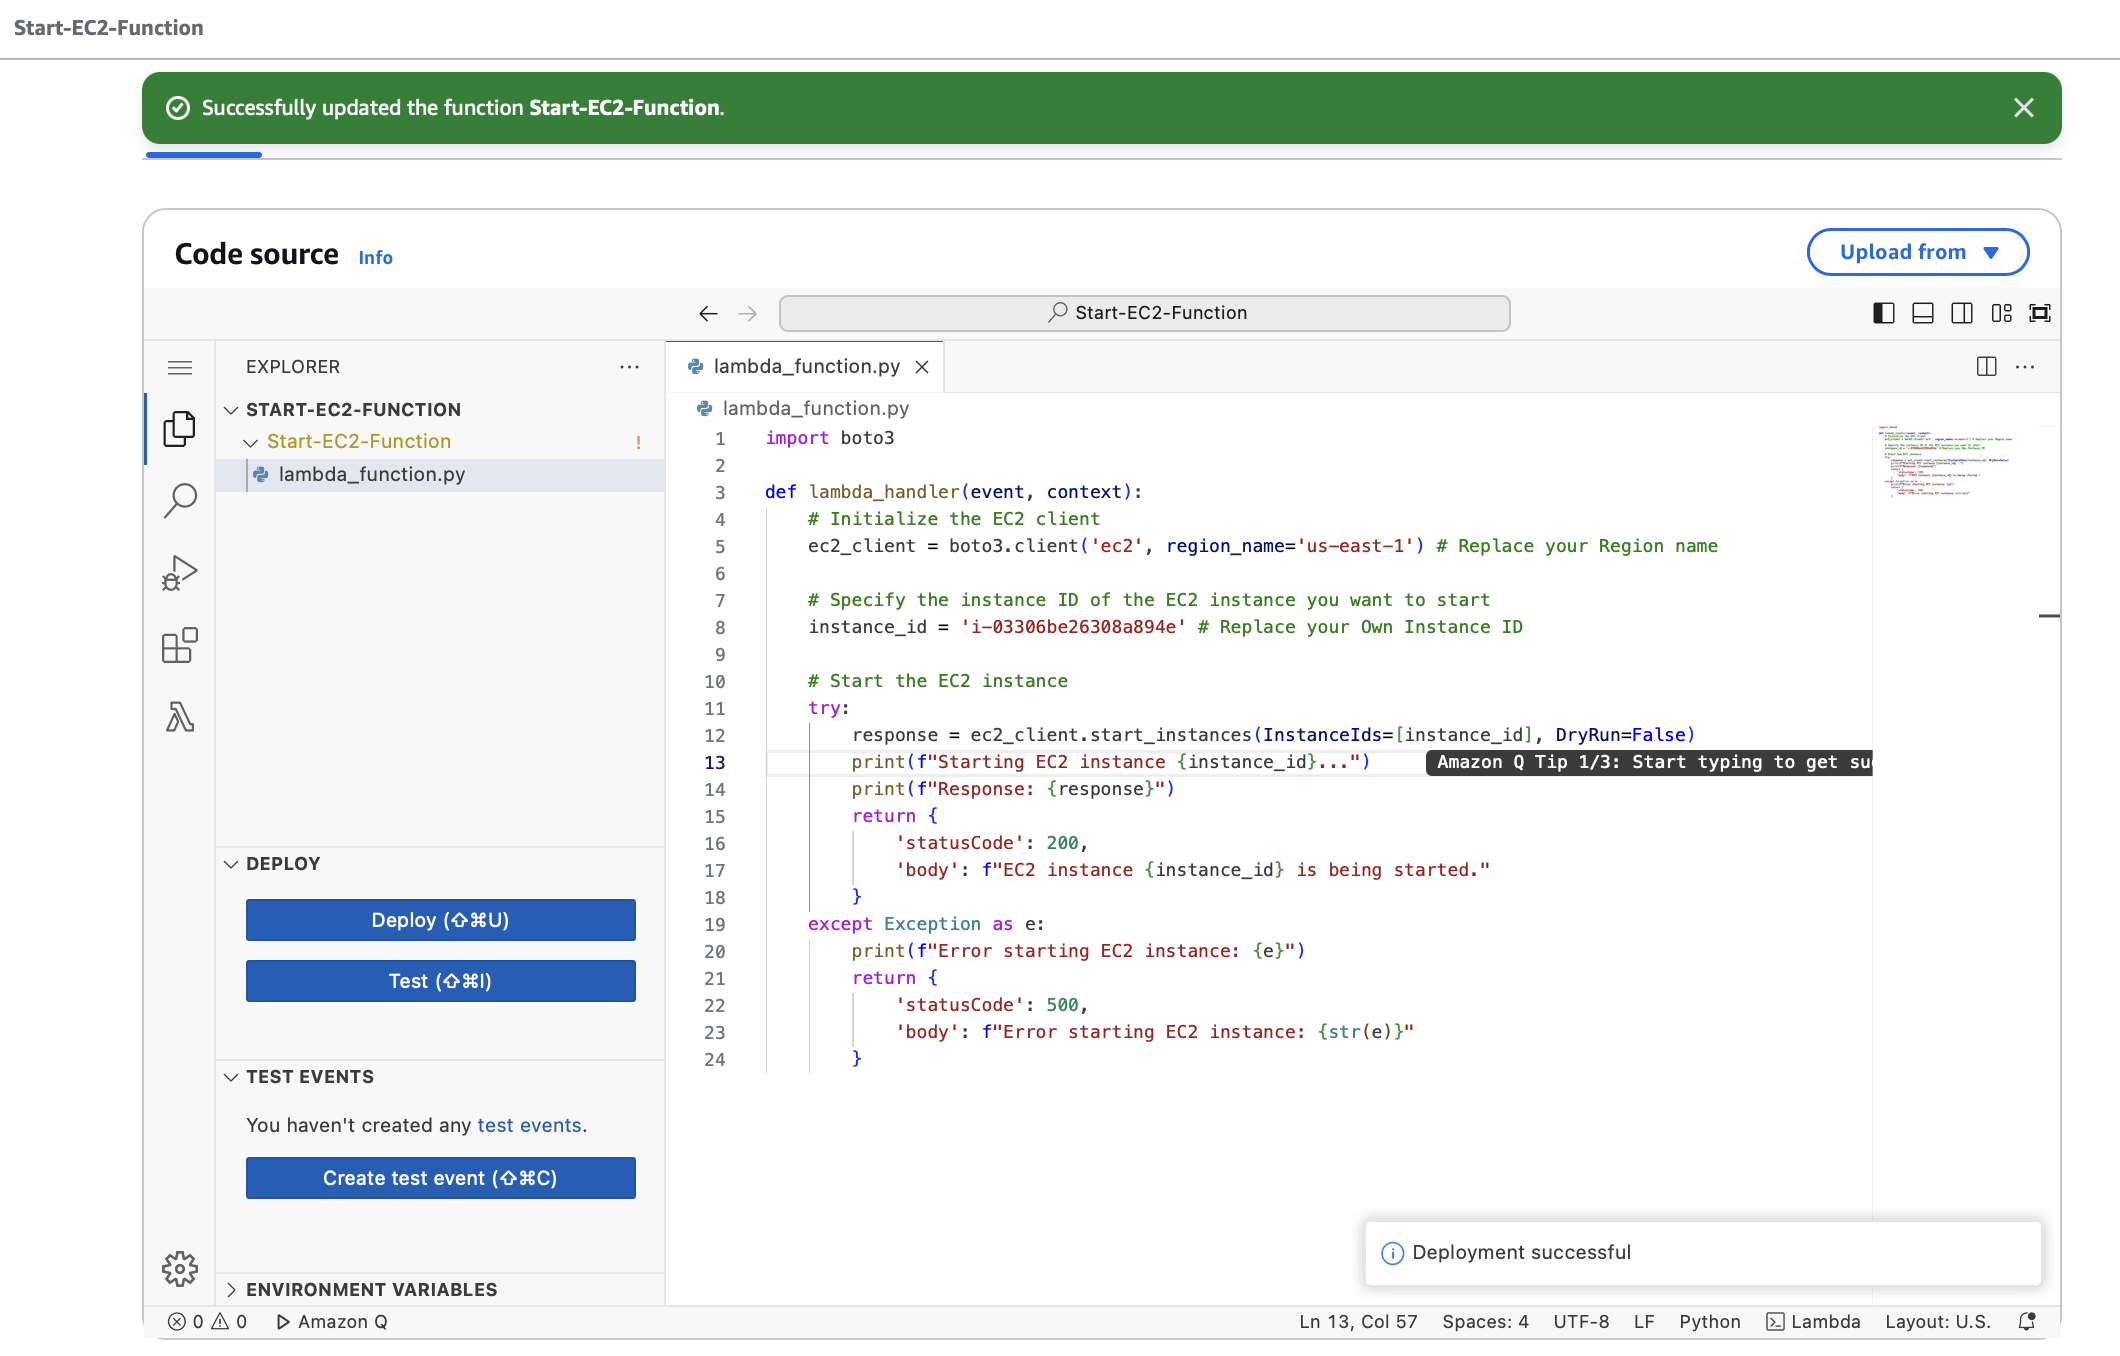 Start-EC2-Function
Successfully updated the function Start-EC2-Function.
Code source Info
Upload from
Start-EC2-Function
EXPLORER
START-EC2-FUNCTION
Start-EC2-Function !
lambda_function.py
lambda_function.py
lambda_function.py
1 import boto3
2
3 def lambda_handler(event, context):
4 # Initialize the EC2 client
5 ec2_client = boto3.client('ec2', region_name='us-east-1') # Replace your Region name
6
7 # Specify the instance ID of the EC2 instance you want to start
8 instance_id = 'i-03306be26308a894e' # Replace your Own Instance ID
9
10 # Start the EC2 instance
11 try:
12 response = ec2_client.start_instances(InstanceIds=[instance_id], DryRun=False)
13 print(f"Starting EC2 instance {instance_id}...") Amazon Q Tip 1/3: Start typing to get
14 print(f"Response: {response}")
15 return {
16 'statusCode': 200,
17 'body': f"EC2 instance {instance_id} is being started."
18 }
19 except Exception as e:
20 print(f"Error starting EC2 instance: {e}")
21 return {
22 'statusCode': 500,
23 'body': f"Error starting EC2 instance: {str(e)}"
24 }
DEPLOY
Deploy (⇧⌘U)
Test (⇧⌘I)
TEST EVENTS
You haven't created any test events.
Create test event (⇧⌘C)
ENVIRONMENT VARIABLES
Deployment successful
0 0 Amazon Q
Ln 13, Col 57 Spaces: 4 UTF-8 LF Python Lambda Layout: U.S.